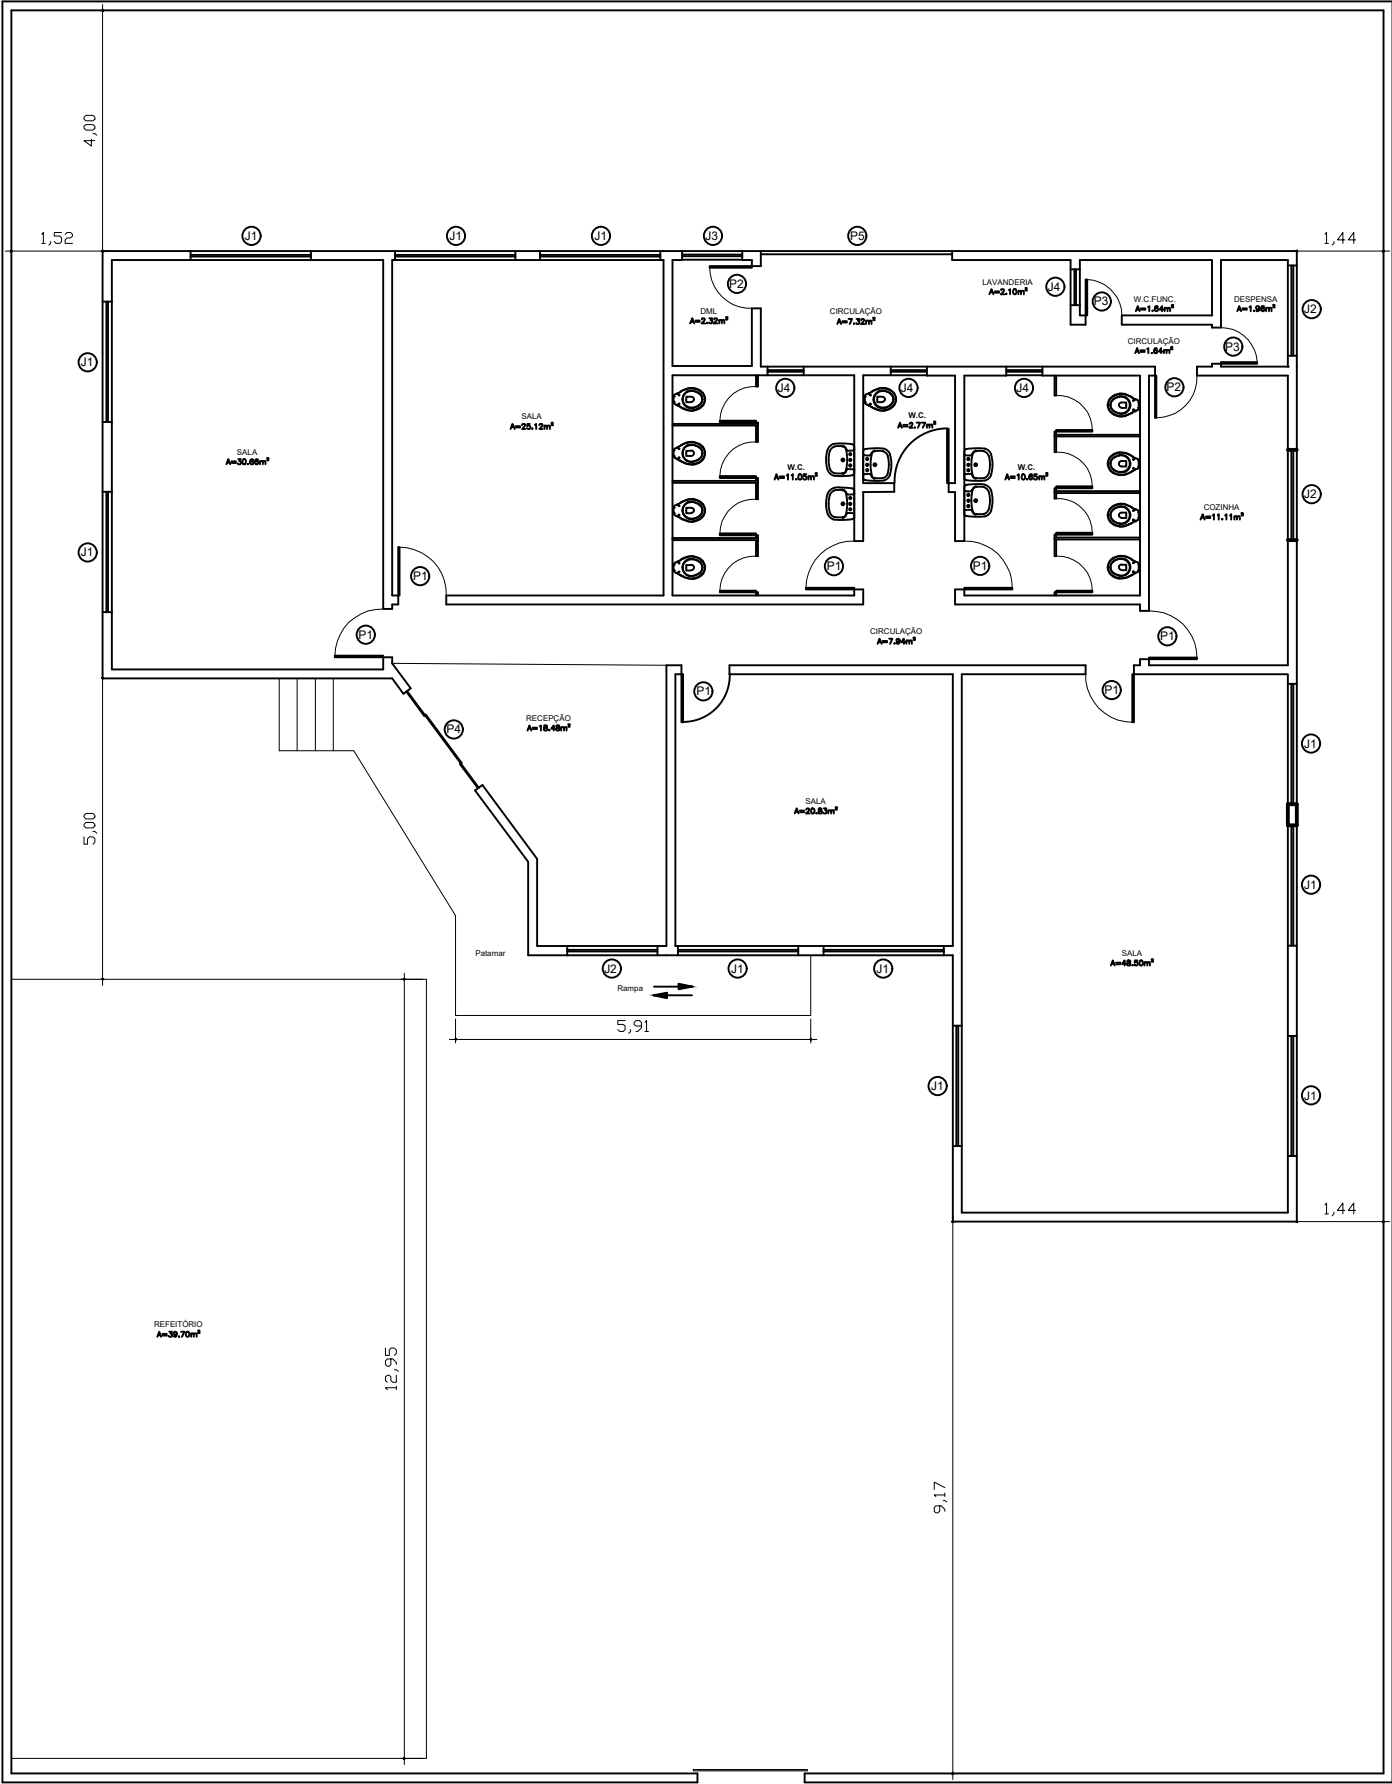 4,00
1,52
J1
J1
J1
J3
P5
1,44
P2
DML
A=2.32m²
CIRCULAÇÃO
A=7.32m²
LAVANDERIA
A=2.10m²
J4
P3
W.C.FUNC.
A=1.64m²
DESPENSA
A=1.96m²
J2
CIRCULAÇÃO
A=1.64m²
P3
J1
J4
J4
J4
P2
SALA
A=25.12m²
W.C.
A=2.77m²
SALA
A=30.66m²
W.C.
A=11.05m²
W.C.
A=10.65m²
J2
COZINHA
A=11.11m²
J1
P1
P1
P1
P1
CIRCULAÇÃO
A=7.94m²
P1
P1
P1
RECEPÇÃO
A=18.48m²
P4
J1
SALA
A=20.83m²
5,00
J1
Patamar
SALA
A=48.50m²
J2
J1
J1
Rampa
5,91
J1
J1
1,44
REFEITÓRIO
A=39.70m²
12,95
9,17